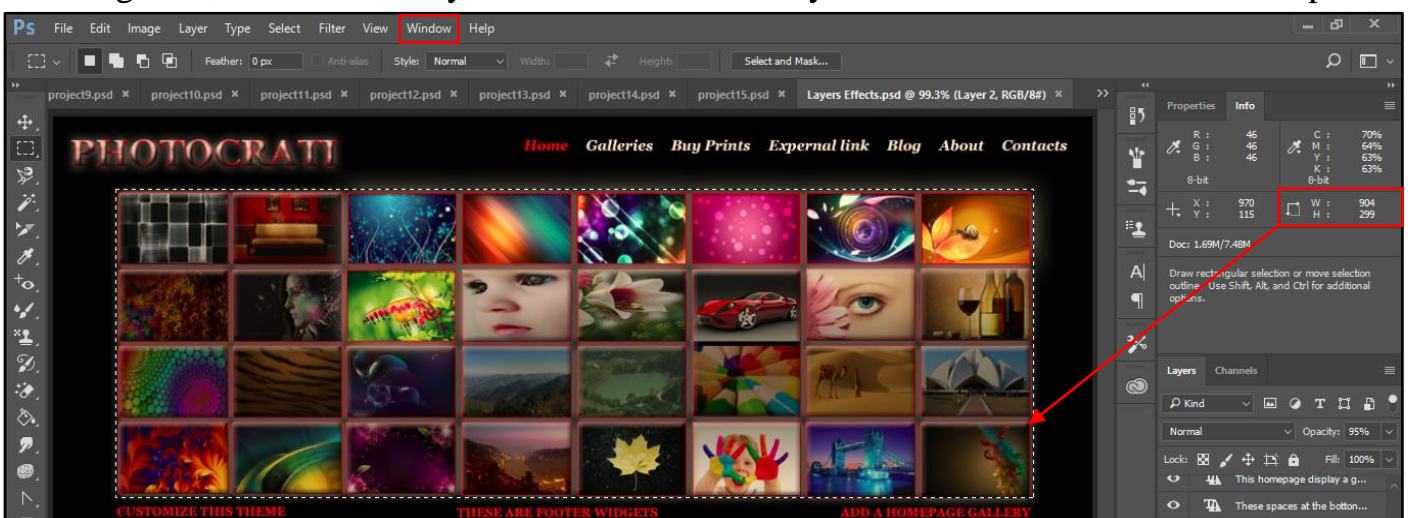 Ps File Edit Image Layer Type Select Filter View Window Help
Feather: 0 px Anti-alias Style: Normal Width: Height: Select and Mask...
project9.psd × project10.psd × project11.psd × project12.psd × project13.psd × project14.psd × project15.psd × Layers Effects.psd @ 99.3% (Layer 2, RGB/8#) ×
Properties Info
R : 46 C : 70%
G : 46 M : 64%
B : 46 Y : 63%
K : 63%
8-bit 8-bit
X : 970 W : 904
Y : 115 H : 299
Doc: 1.69M/7.48M
Draw rectangular selection or move selection
outline. Use Shift, Alt, and Ctrl for additional
options.
PHOTOCRATI Home Galleries Buy Prints Expernal link Blog About Contacts
Layers Channels
Kind
Normal Opacity: 95%
Lock: Fill: 100%
This homepage display a g...
These spaces at the botton...
CUSTOMIZE THIS THEME THESE ARE FOOTER WIDGETS ADD A HOMEPAGE GALLERY